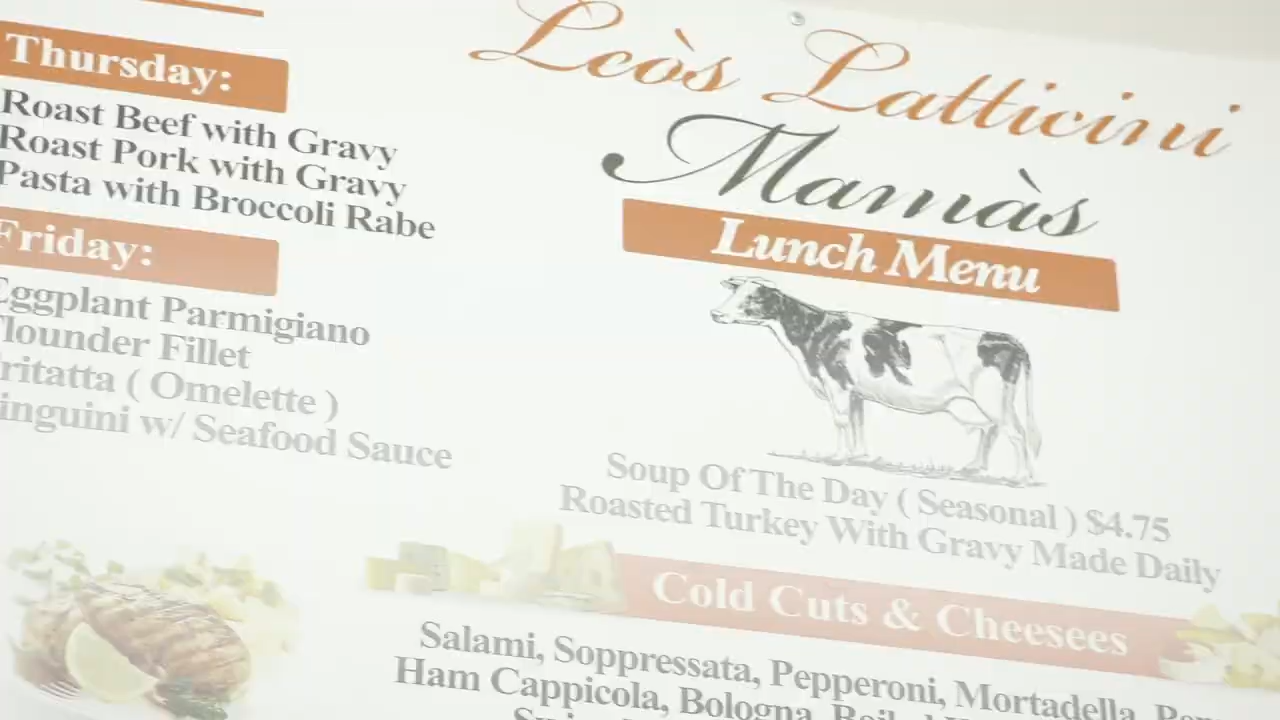 Thursday:
Roast Beef with Gravy
Roast Pork with Gravy
Pasta with Broccoli Rabe
Friday:
Eggplant Parmigiano
Flounder Fillet
Fritatta ( Omelette )
Linguini w/ Seafood Sauce
Leòs Latticini
Mamàs
Lunch Menu
Soup Of The Day ( Seasonal ) $4.75
Roasted Turkey With Gravy Made Daily
Cold Cuts & Cheesees
Salami, Soppressata, Pepperoni, Mortadella,
Ham Cappicola, Bologna,